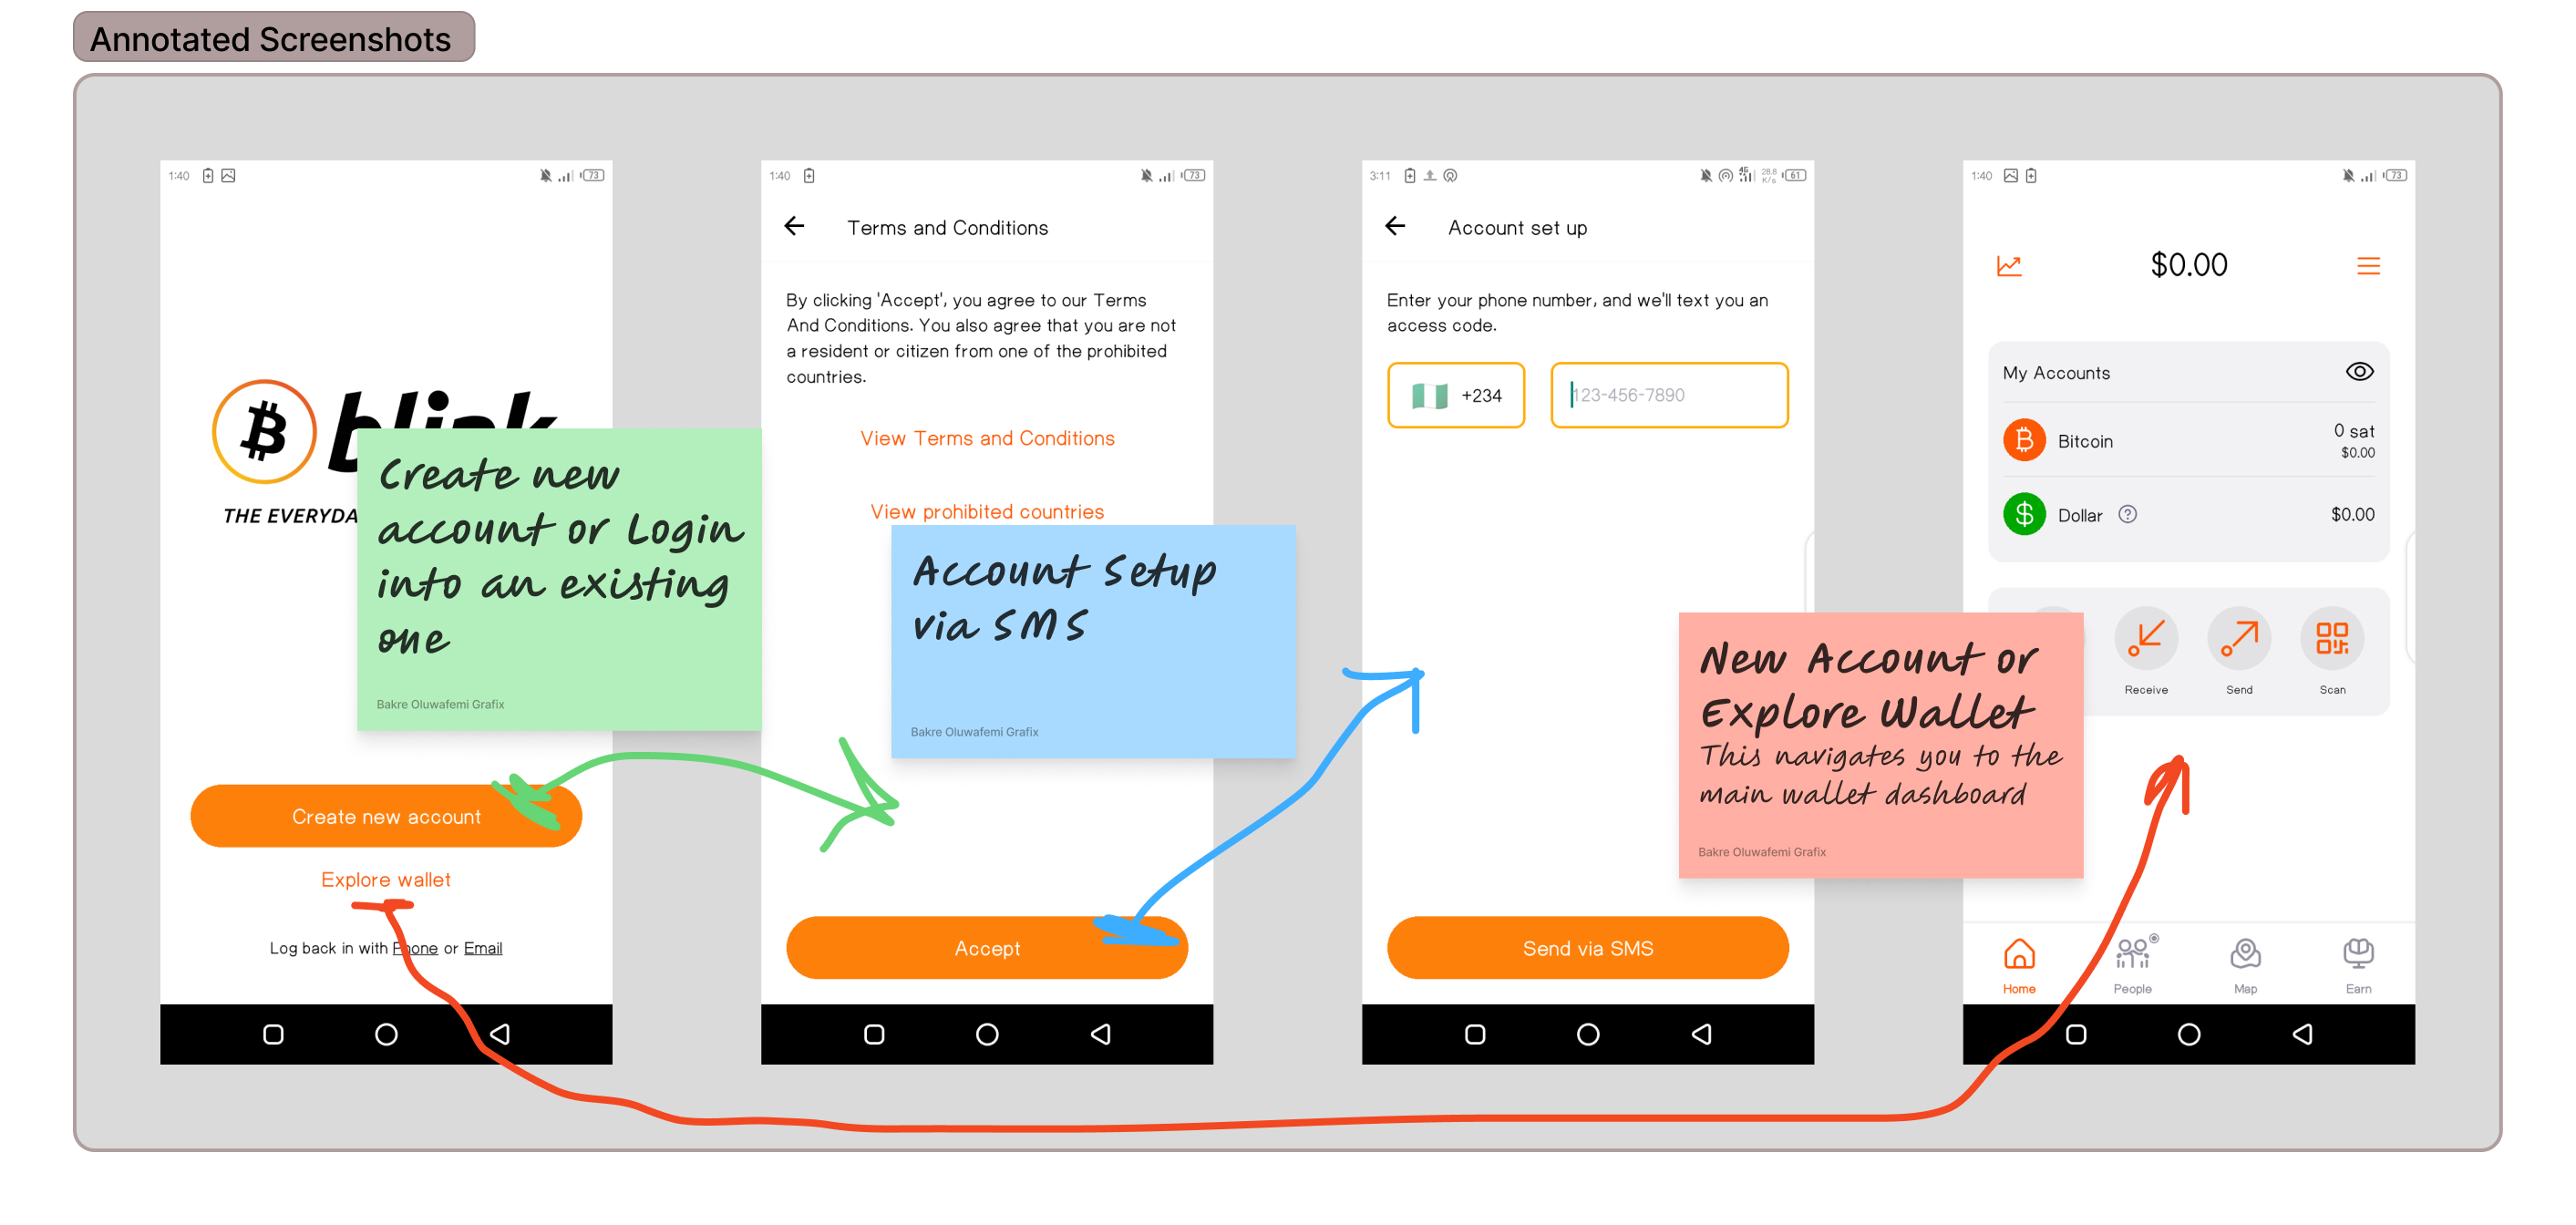 Annotated Screenshots
1:40
73
THE EVERYDA
Create new
account or Login
into an existing
one
Bakre Oluwafemi Grafix
Create new account
Explore wallet
Log back in with Phone or Email
1:40
73
Terms and Conditions
By clicking 'Accept', you agree to our Terms
And Conditions. You also agree that you are not
a resident or citizen from one of the prohibited
countries.
View Terms and Conditions
View prohibited countries
Account Setup
via SMS
Bakre Oluwafemi Grafix
Accept
3:11
4G
28.8
K/s
61
Account set up
Enter your phone number, and we'll text you an
access code.
+234
123-456-7890
Send via SMS
New Account or
Explore Wallet
This navigates you to the
main wallet dashboard
Bakre Oluwafemi Grafix
1:40
73
$0.00
My Accounts
Bitcoin
0 sat
$0.00
Dollar
$0.00
Receive
Send
Scan
Home
People
Map
Earn